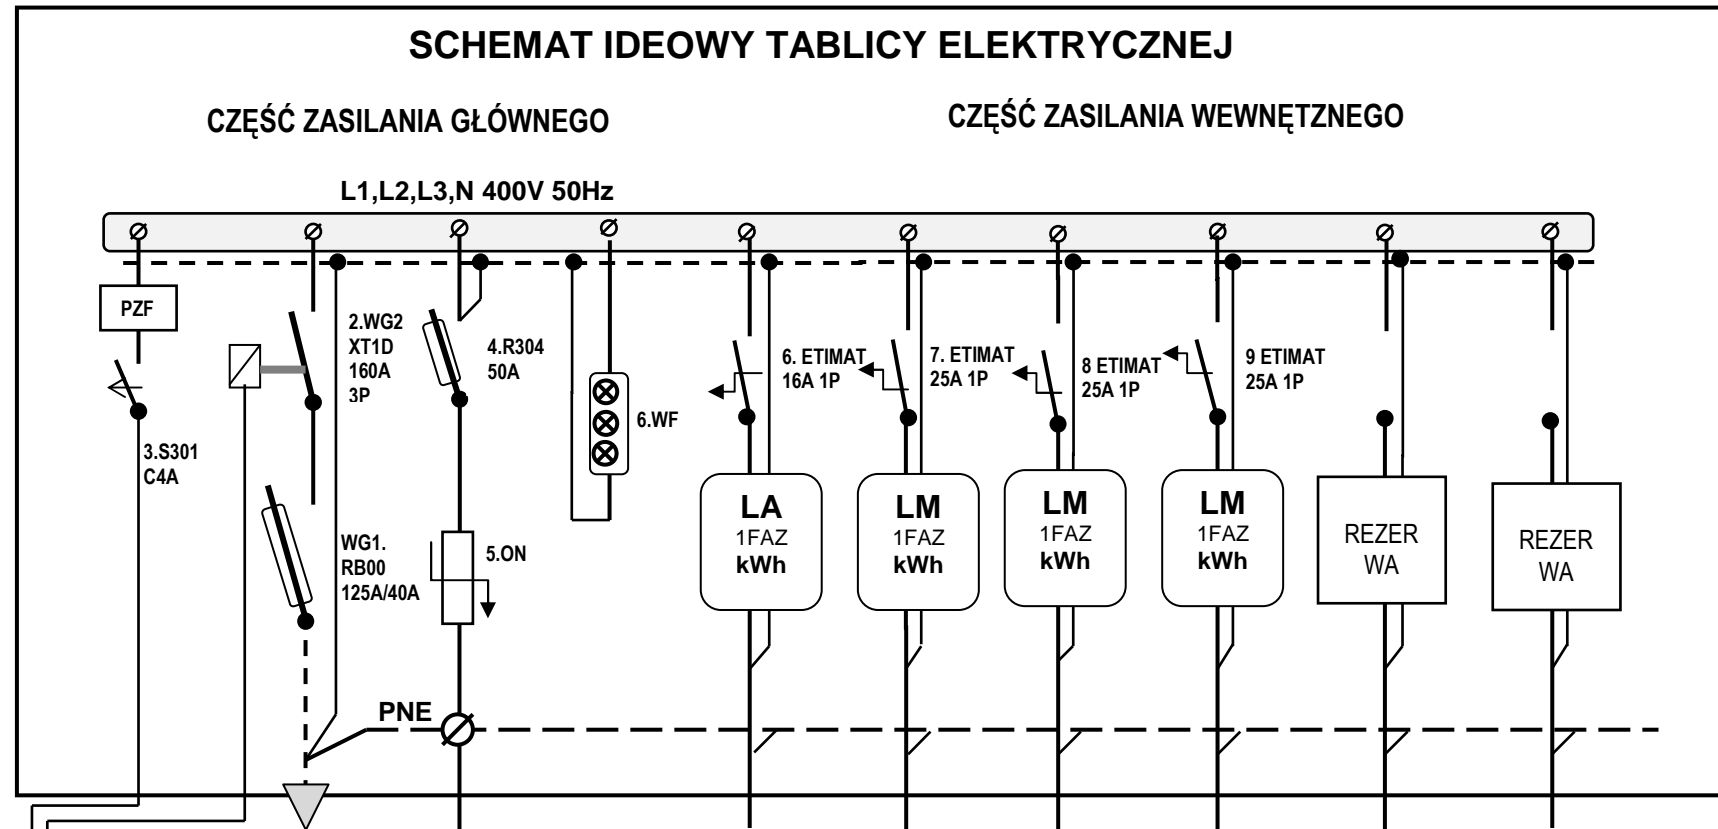 SCHEMAT IDEOWY TABLICY ELEKTRYCZNEJ
CZĘŚĆ ZASILANIA GŁÓWNEGO
CZĘŚĆ ZASILANIA WEWNĘTZNEGO
L1,L2,L3,N 400V 50Hz
PZF
2.WG2
XT1D
160A
3P
4.R304
50A
6. ETIMAT
16A 1P
7. ETIMAT
25A 1P
8 ETIMAT
25A 1P
9 ETIMAT
25A 1P
6.WF
3.S301
C4A
WG1.
RB00
125A/40A
5.ON
LA
1FAZ
kWh
LM
1FAZ
kWh
LM
1FAZ
kWh
LM
1FAZ
kWh
REZER
WA
REZER
WA
PNE